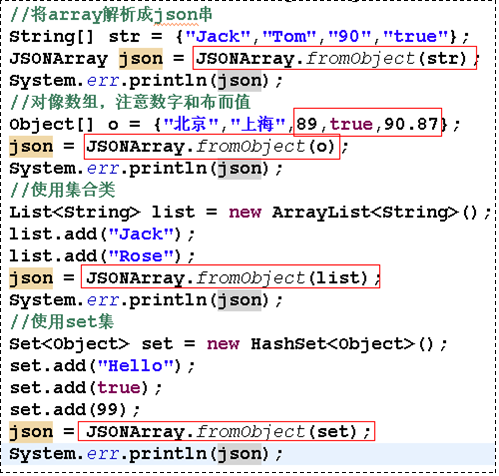 //将array解析成json串
String[] str = {"Jack","Tom","90","true"};
JSONArray json = JSONArray.fromObject(str);
System.err.println(json);
//对像数组，注意数字和布而值
Object[] o = {"北京","上海",89,true,90.87};
json = JSONArray.fromObject(o);
System.err.println(json);
//使用集合类
List<String> list = new ArrayList<String>();
list.add("Jack");
list.add("Rose");
json = JSONArray.fromObject(list);
System.err.println(json);
//使用set集
Set<Object> set = new HashSet<Object>();
set.add("Hello");
set.add(true);
set.add(99);
json = JSONArray.fromObject(set);
System.err.println(json);